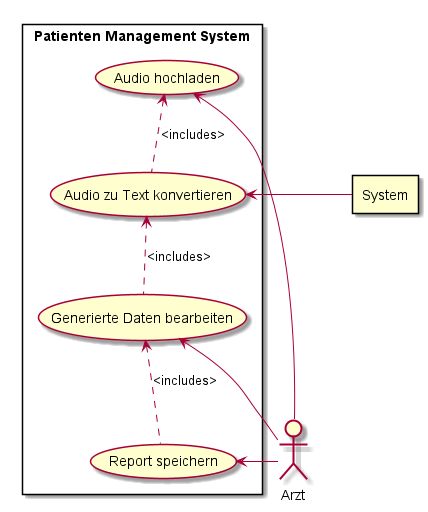 Patienten Management System
Audio hochladen
<includes>
Audio zu Text konvertieren
System
<includes>
Generierte Daten bearbeiten
<includes>
Report speichern
Arzt